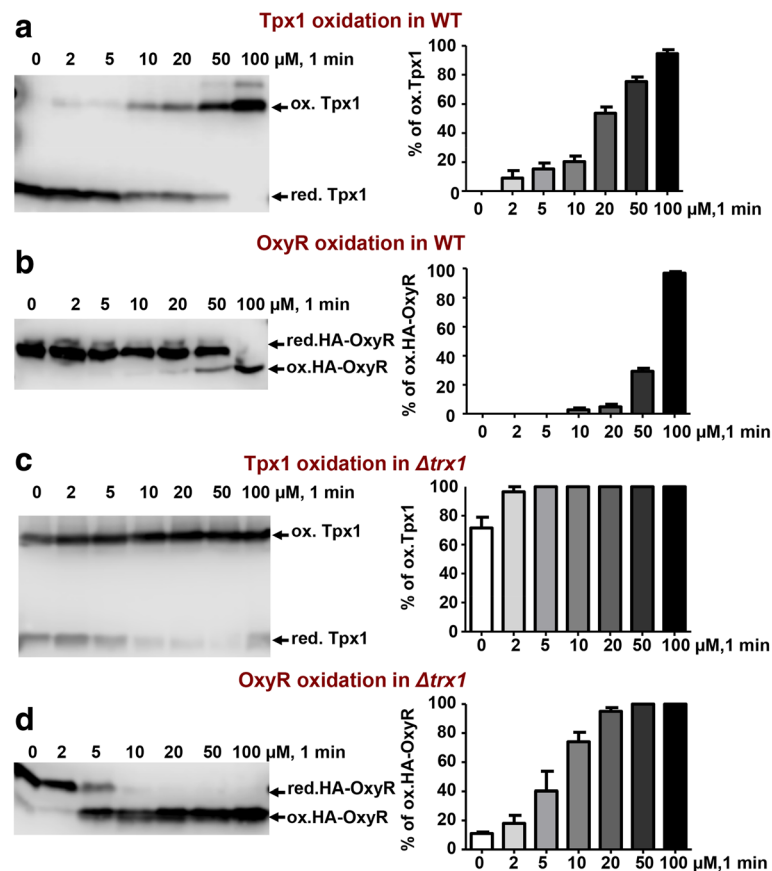 a
Tpx1 oxidation in WT
0 2 5 10 20 50 100 µM, 1 min
ox. Tpx1
red. Tpx1
% of ox.Tpx1
100
80
60
40
20
0
0 2 5 10 20 50 100 µM,1 min
OxyR oxidation in WT
b
0 2 5 10 20 50 100 µM, 1 min
red.HA-OxyR
ox.HA-OxyR
% of ox.HA-OxyR
100
80
60
40
20
0
0 2 5 10 20 50 100 µM, 1 min
c
Tpx1 oxidation in Δtrx1
0 2 5 10 20 50 100 µM, 1 min
ox. Tpx1
red. Tpx1
% of ox.Tpx1
100
80
60
40
20
0
0 2 5 10 20 50 100 µM,1 min
OxyR oxidation in Δtrx1
d
0 2 5 10 20 50 100 µM, 1 min
red.HA-OxyR
ox.HA-OxyR
% of ox.HA-OxyR
100
80
60
40
20
0
0 2 5 10 20 50 100 µM,1 min